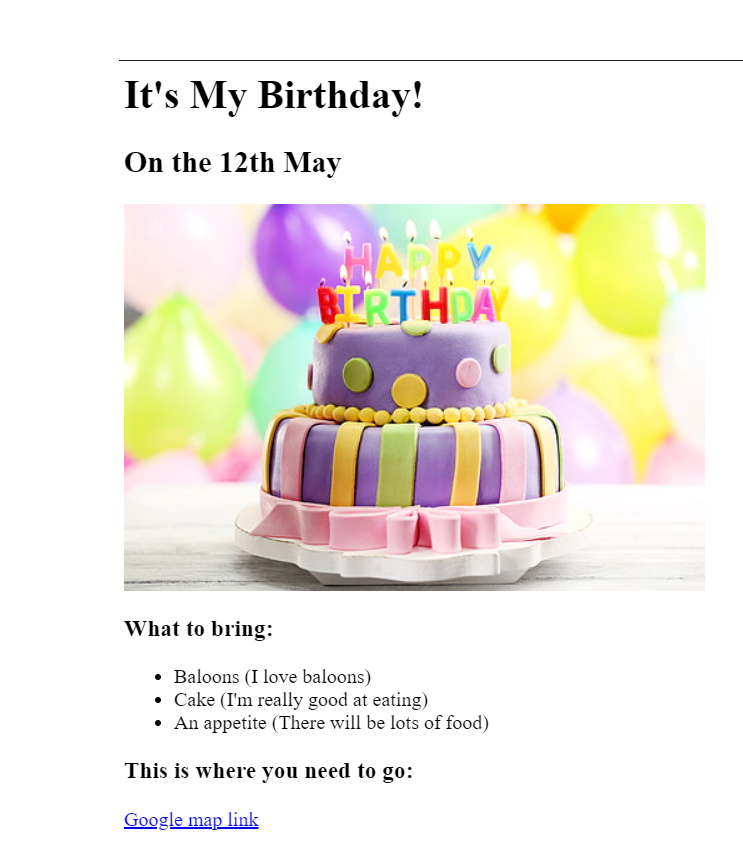 It's My Birthday!
On the 12th May
HAPPY
BIRTHDAY
What to bring:
Baloons (I love baloons)
Cake (I'm really good at eating)
An appetite (There will be lots of food)
This is where you need to go:
Google map link